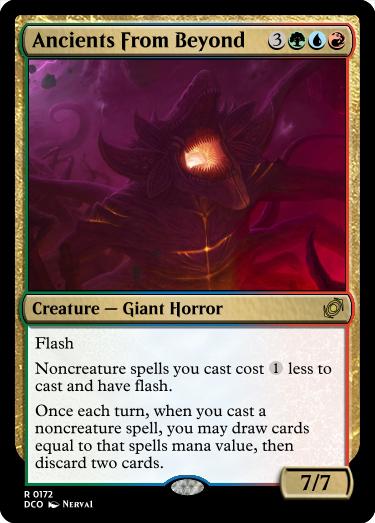 Ancients From Beyond 3
Creature — Giant Horror
Flash
Noncreature spells you cast cost 1 less to
cast and have flash.
Once each turn, when you cast a
noncreature spell, you may draw cards
equal to that spells mana value, then
discard two cards.
7/7
R 0172
DCO Nerval